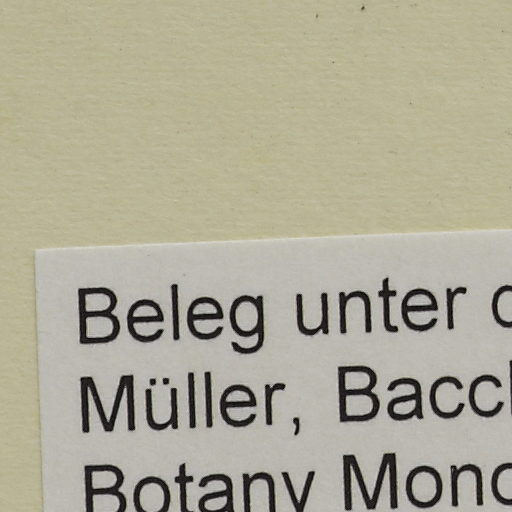 Beleg unter
Müller, Bacc
Botany Mono